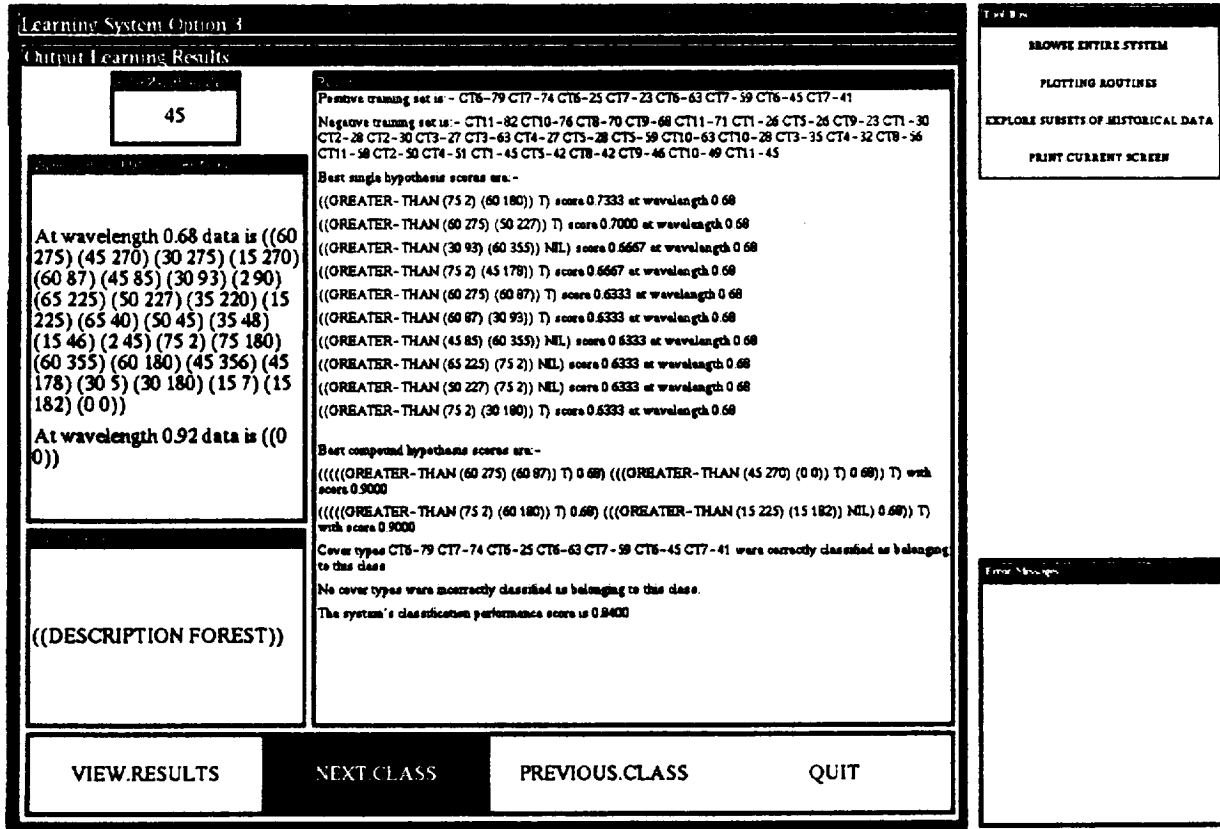 Learning System Option 3
Output Learning Results
45
At wavelength 0.68 data is ((60
275) (45 270) (30 275) (15 270)
(60 87) (45 85) (30 93) (2 90)
(65 225) (50 227) (35 220) (15
225) (65 40) (50 45) (35 48)
(15 46) (2 45) (75 2) (75 180)
(60 355) (60 180) (45 356) (45
178) (30 5) (30 180) (15 7) (15
182) (0 0))
At wavelength 0.92 data is ((0
0))
((DESCRIPTION FOREST))
Positive training set is:- CT6-79 CT7-74 CT6-25 CT7-23 CT6-63 CT7-59 CT6-45 CT7-41
Negative training set is:- CT11-82 CT10-76 CT8-70 CT9-68 CT11-71 CT1-26 CT5-26 CT9-23 CT1-30
CT2-28 CT2-30 CT3-27 CT3-63 CT4-27 CT5-28 CT5-59 CT10-63 CT10-28 CT3-35 CT4-32 CT8-56
CT11-58 CT2-50 CT4-51 CT1-45 CT5-42 CT8-42 CT9-46 CT10-49 CT11-45
Best single hypothesis scores are:-
((GREATER-THAN (75 2) (60 180)) T) score 0.7333 at wavelength 0.68
((GREATER-THAN (60 275) (50 227)) T) score 0.7000 at wavelength 0.68
((GREATER-THAN (30 93) (60 355)) NIL) score 0.6667 at wavelength 0.68
((GREATER-THAN (75 2) (45 178)) T) score 0.6667 at wavelength 0.68
((GREATER-THAN (60 275) (60 87)) T) score 0.6333 at wavelength 0.68
((GREATER-THAN (60 87) (30 93)) T) score 0.6333 at wavelength 0.68
((GREATER-THAN (45 85) (60 355)) NIL) score 0.6333 at wavelength 0.68
((GREATER-THAN (65 225) (75 2)) NIL) score 0.6333 at wavelength 0.68
((GREATER-THAN (50 227) (75 2)) NIL) score 0.6333 at wavelength 0.68
((GREATER-THAN (75 2) (30 180)) T) score 0.6333 at wavelength 0.68
Best compound hypothesis scores are:-
(((((GREATER-THAN (60 275) (60 87)) T) 0.68) (((GREATER-THAN (45 270) (0 0)) T) 0.68)) T) with
score 0.9000
(((((GREATER-THAN (75 2) (60 180)) T) 0.68) (((GREATER-THAN (15 225) (15 182)) NIL) 0.68)) T)
with score 0.9000
Cover types CT6-79 CT7-74 CT6-25 CT6-63 CT7-59 CT6-45 CT7-41 were correctly classified as belonging
to this class
No cover types were incorrectly classified as belonging to this class.
The system's classification performance score is 0.8400
VIEW.RESULTS NEXT.CLASS PREVIOUS.CLASS QUIT
Tool Box
BROWSE ENTIRE SYSTEM
PLOTTING ROUTINES
EXPLORE SUBSETS OF HISTORICAL DATA
PRINT CURRENT SCREEN
Error Messages